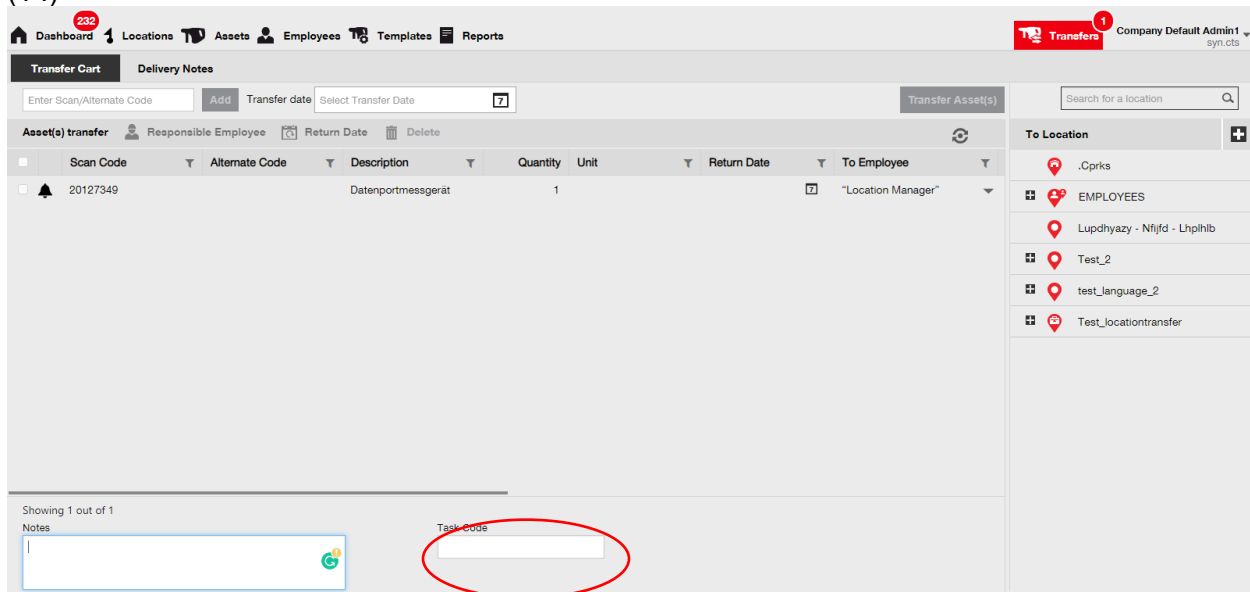 232
Dashboard Locations Assets Employees Templates Reports
1
Transfers
Company Default Admin1
syn.cts
Transfer Cart Delivery Notes
Enter Scan/Alternate Code Add Transfer date Select Transfer Date 7 Transfer Asset(s)
Search for a location
Asset(s) transfer Responsible Employee Return Date Delete
To Location
Scan Code Alternate Code Description Quantity Unit Return Date To Employee
20127349 Datenportmessgerät 1 7 "Location Manager"
.Cprks
EMPLOYEES
Lupdhyazy - Nfijfd - Lhplhlb
Test_2
test_language_2
Test_locationtransfer
Showing 1 out of 1
Notes Task Code